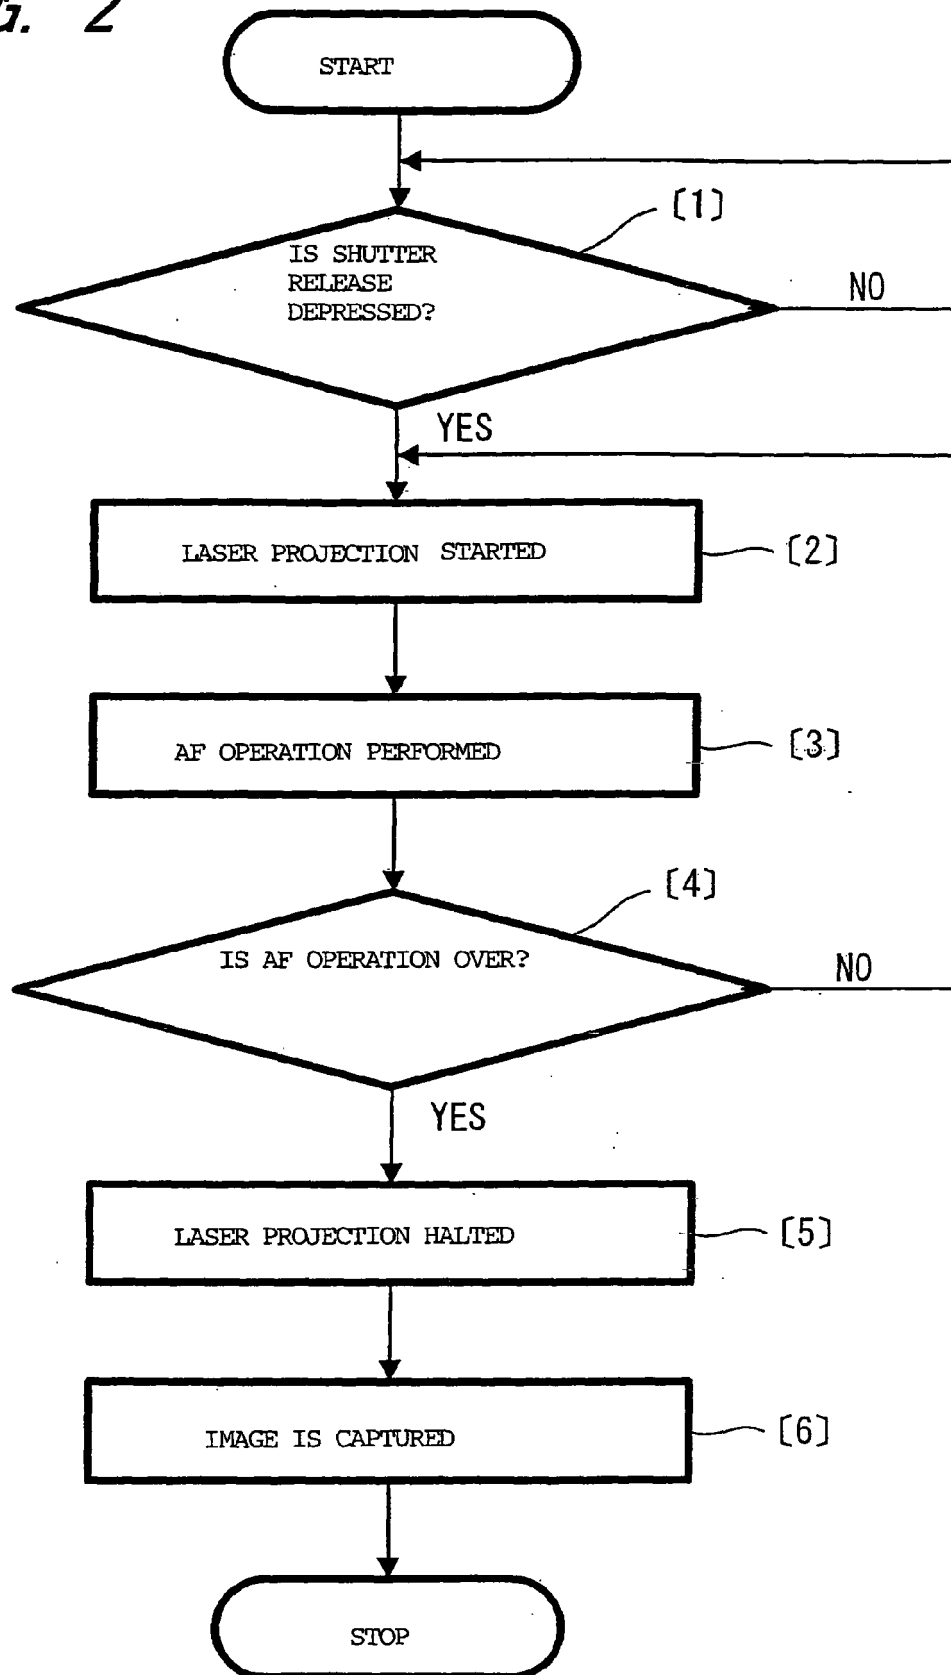 G. 2
START
[1]
IS SHUTTER
RELEASE
DEPRESSED?
NO
YES
LASER PROJECTION STARTED
[2]
AF OPERATION PERFORMED
[3]
[4]
IS AF OPERATION OVER?
NO
YES
LASER PROJECTION HALTED
[5]
IMAGE IS CAPTURED
[6]
STOP